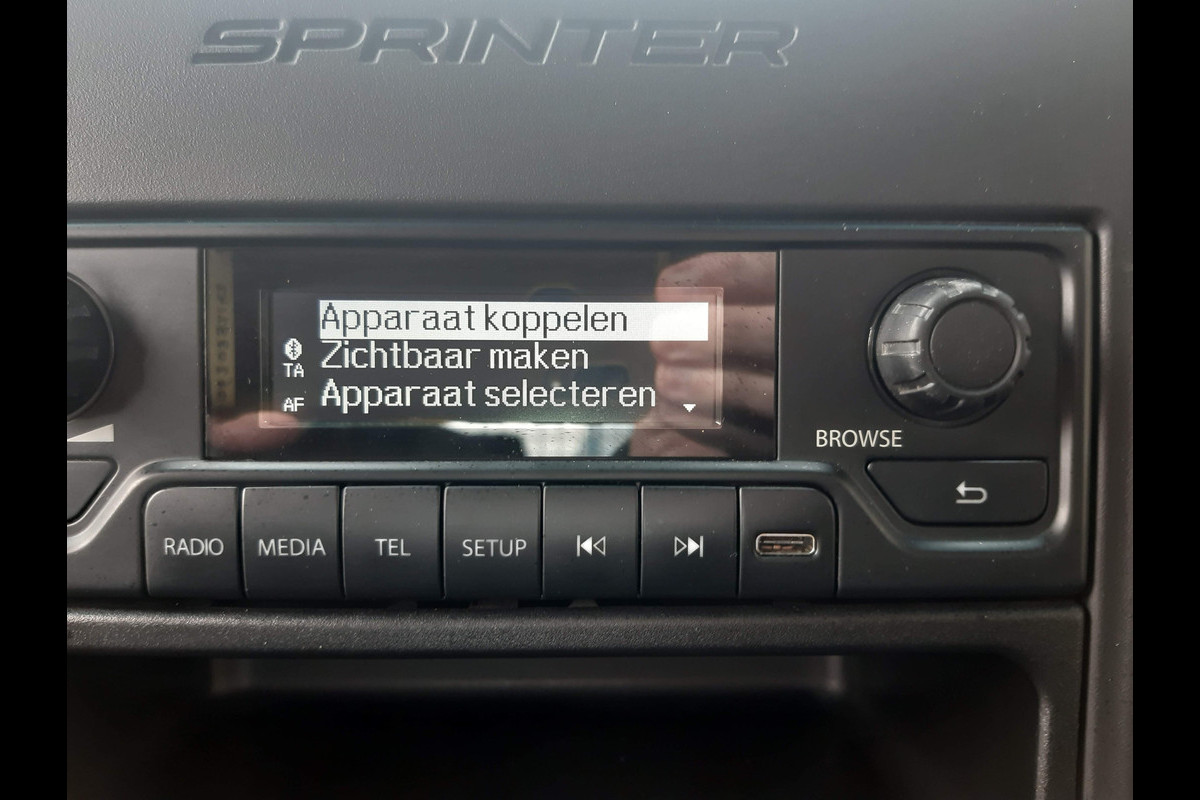 SPRINTER
Apparaat koppelen
Zichtbaar maken
TA
Apparaat selecteren
AF
BROWSE
RADIO
MEDIA
TEL
SETUP